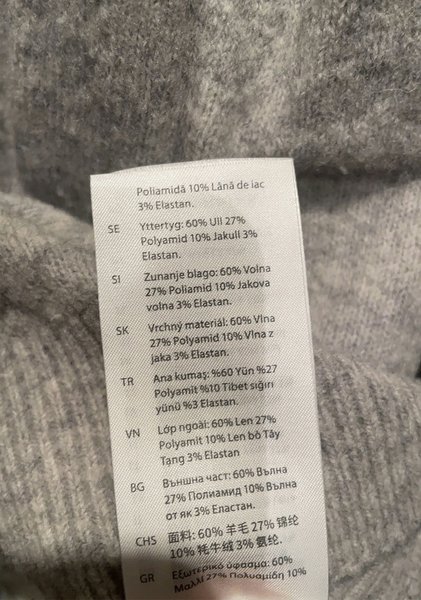 Poliamidă 10% Lână de iac
3% Elastan.
SE Yttertyg: 60% Ull 27%
Polyamid 10% Jakull 3%
Elastan.
SI Zunanje blago: 60% Volna
27% Poliamid 10% Jakova
volna 3% Elastan.
SK Vrchný materiál: 60% Vlna
27% Polyamid 10% Vlna z
jaka 3% Elastan.
TR Ana kumaş: %60 Yün %27
Polyamit %10 Tibet sığırı
yünü %3 Elastan.
VN Lớp ngoài: 60% Len 27%
Polyamit 10% Len bò Tây
Tạng 3% Elastan
BG Външна част: 60% Вълна
27% Полиамид 10% Вълна
от як 3% Еластан.
CHS 面料: 60% 羊毛 27% 锦纶
10% 牦牛绒 3% 氨纶.
GR Εξωτερικό ύφασμα: 60%
Μαλλί 27% Πολυαμίδη 10%